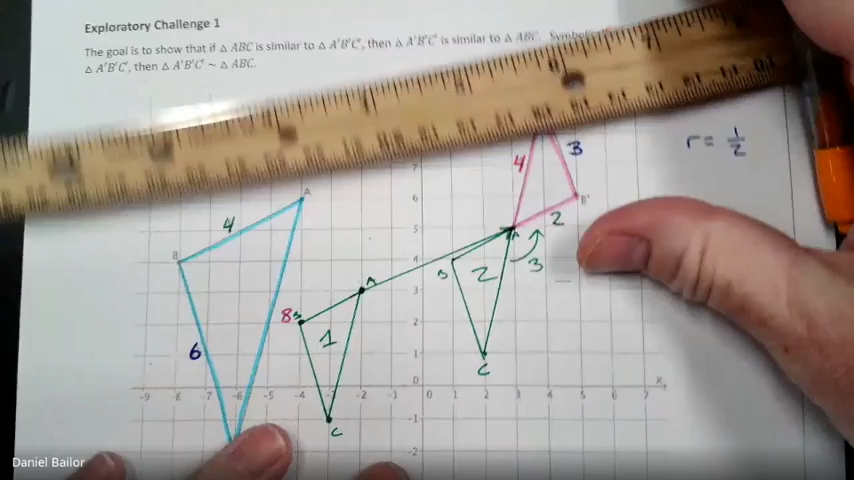 Exploratory Challenge 1
The goal is to show that if △ ABC is similar to △ A'B'C', then △ A'B'C' is similar to △ ABC.
△ A'B'C', then △ A'B'C' ~ △ ABC.
r = 1/2
4 3
7
A 6 B'
4 5 A 2
B 4 B 2 3
A 3
8 B 2
6 1 1
C
0
-9 -8 -7 -6 -5 -4 -2 0 1 2 3 4 5 6 7 x
-1
C
-2
Daniel Bailor